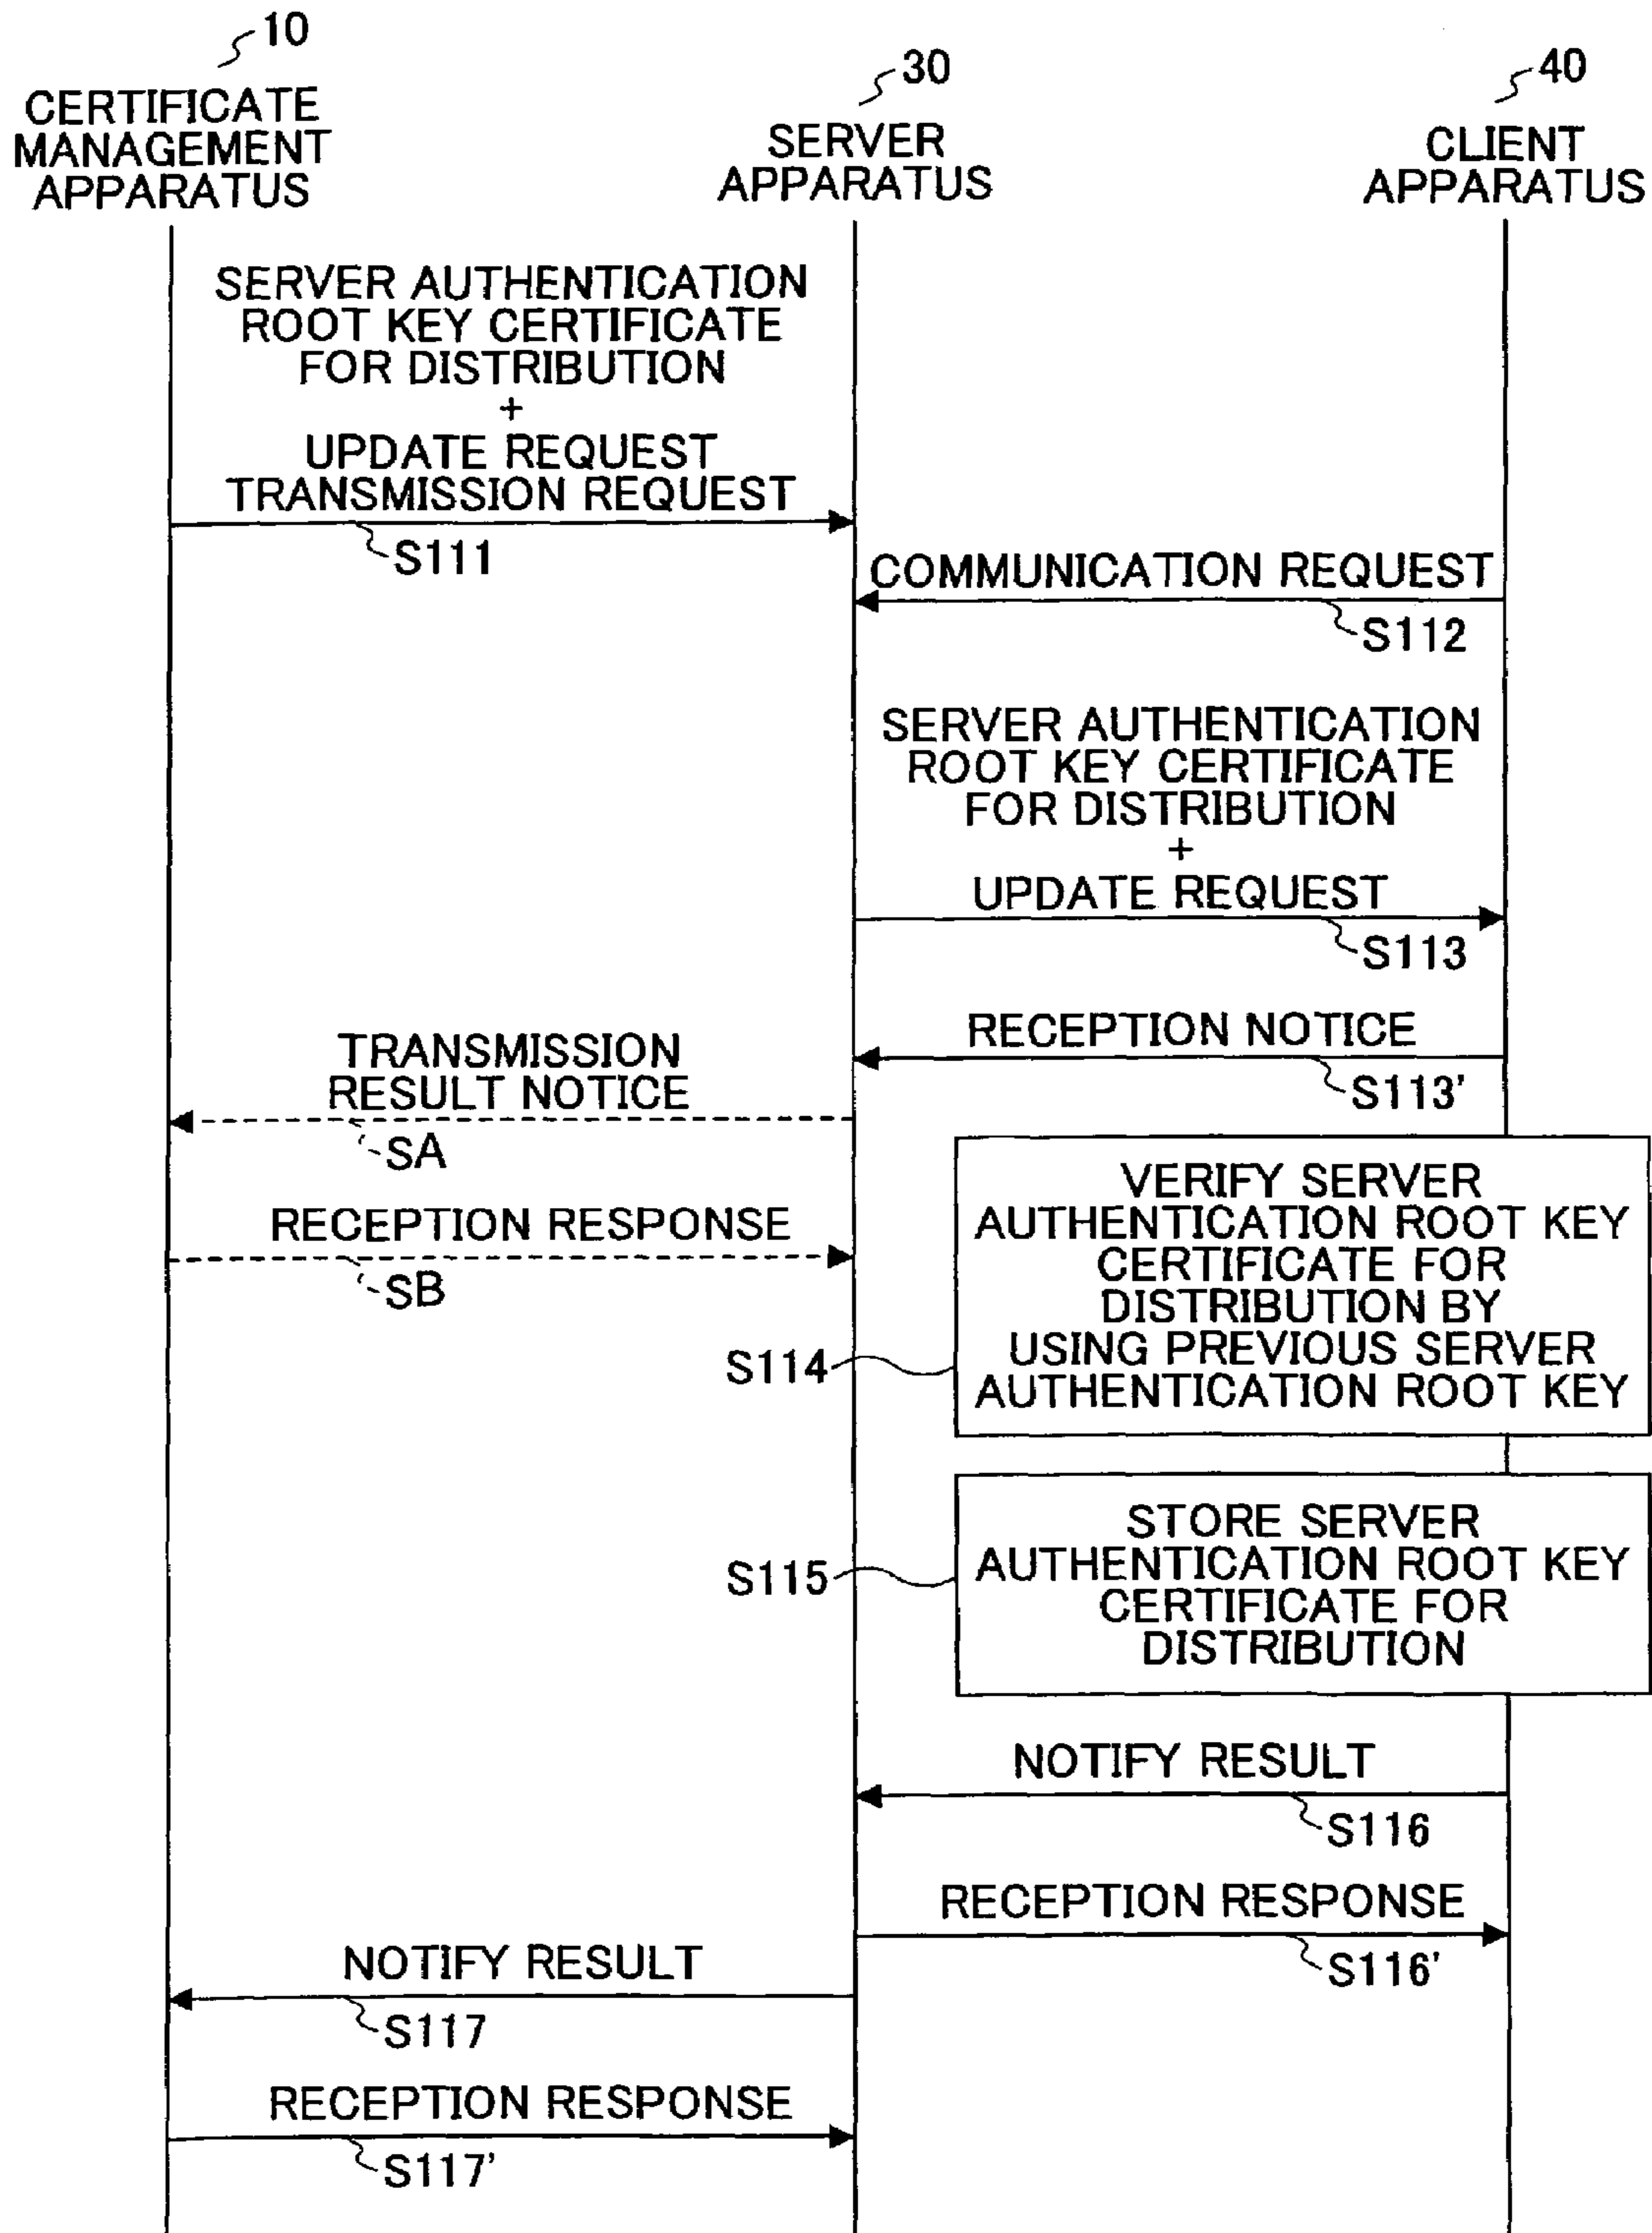 10
CERTIFICATE
MANAGEMENT
APPARATUS
30
SERVER
APPARATUS
40
CLIENT
APPARATUS
SERVER AUTHENTICATION
ROOT KEY CERTIFICATE
FOR DISTRIBUTION
+
UPDATE REQUEST
TRANSMISSION REQUEST
S111
COMMUNICATION REQUEST
S112
SERVER AUTHENTICATION
ROOT KEY CERTIFICATE
FOR DISTRIBUTION
+
UPDATE REQUEST
S113
RECEPTION NOTICE
S113'
TRANSMISSION
RESULT NOTICE
SA
RECEPTION RESPONSE
SB
VERIFY SERVER
AUTHENTICATION ROOT KEY
CERTIFICATE FOR
DISTRIBUTION BY
USING PREVIOUS SERVER
AUTHENTICATION ROOT KEY
S114
STORE SERVER
AUTHENTICATION ROOT KEY
CERTIFICATE FOR
DISTRIBUTION
S115
NOTIFY RESULT
S116
RECEPTION RESPONSE
S116'
NOTIFY RESULT
S117
RECEPTION RESPONSE
S117'